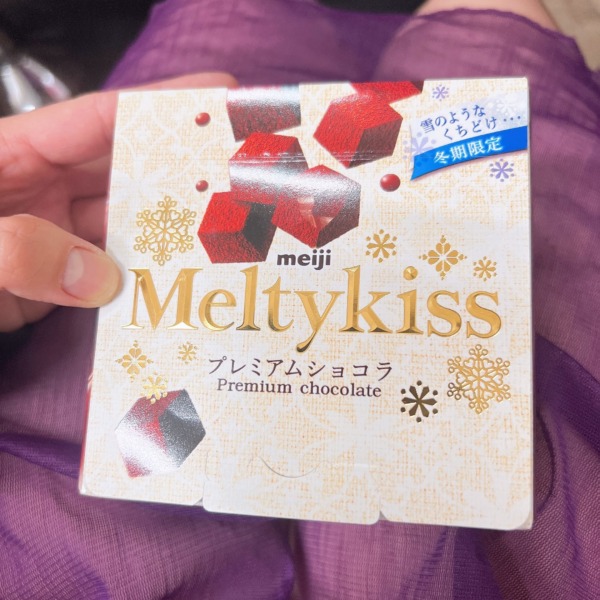 雪のような
くちどけ・・・
冬期限定
meiji
Meltykiss
プレミアムショコラ
Premium chocolate